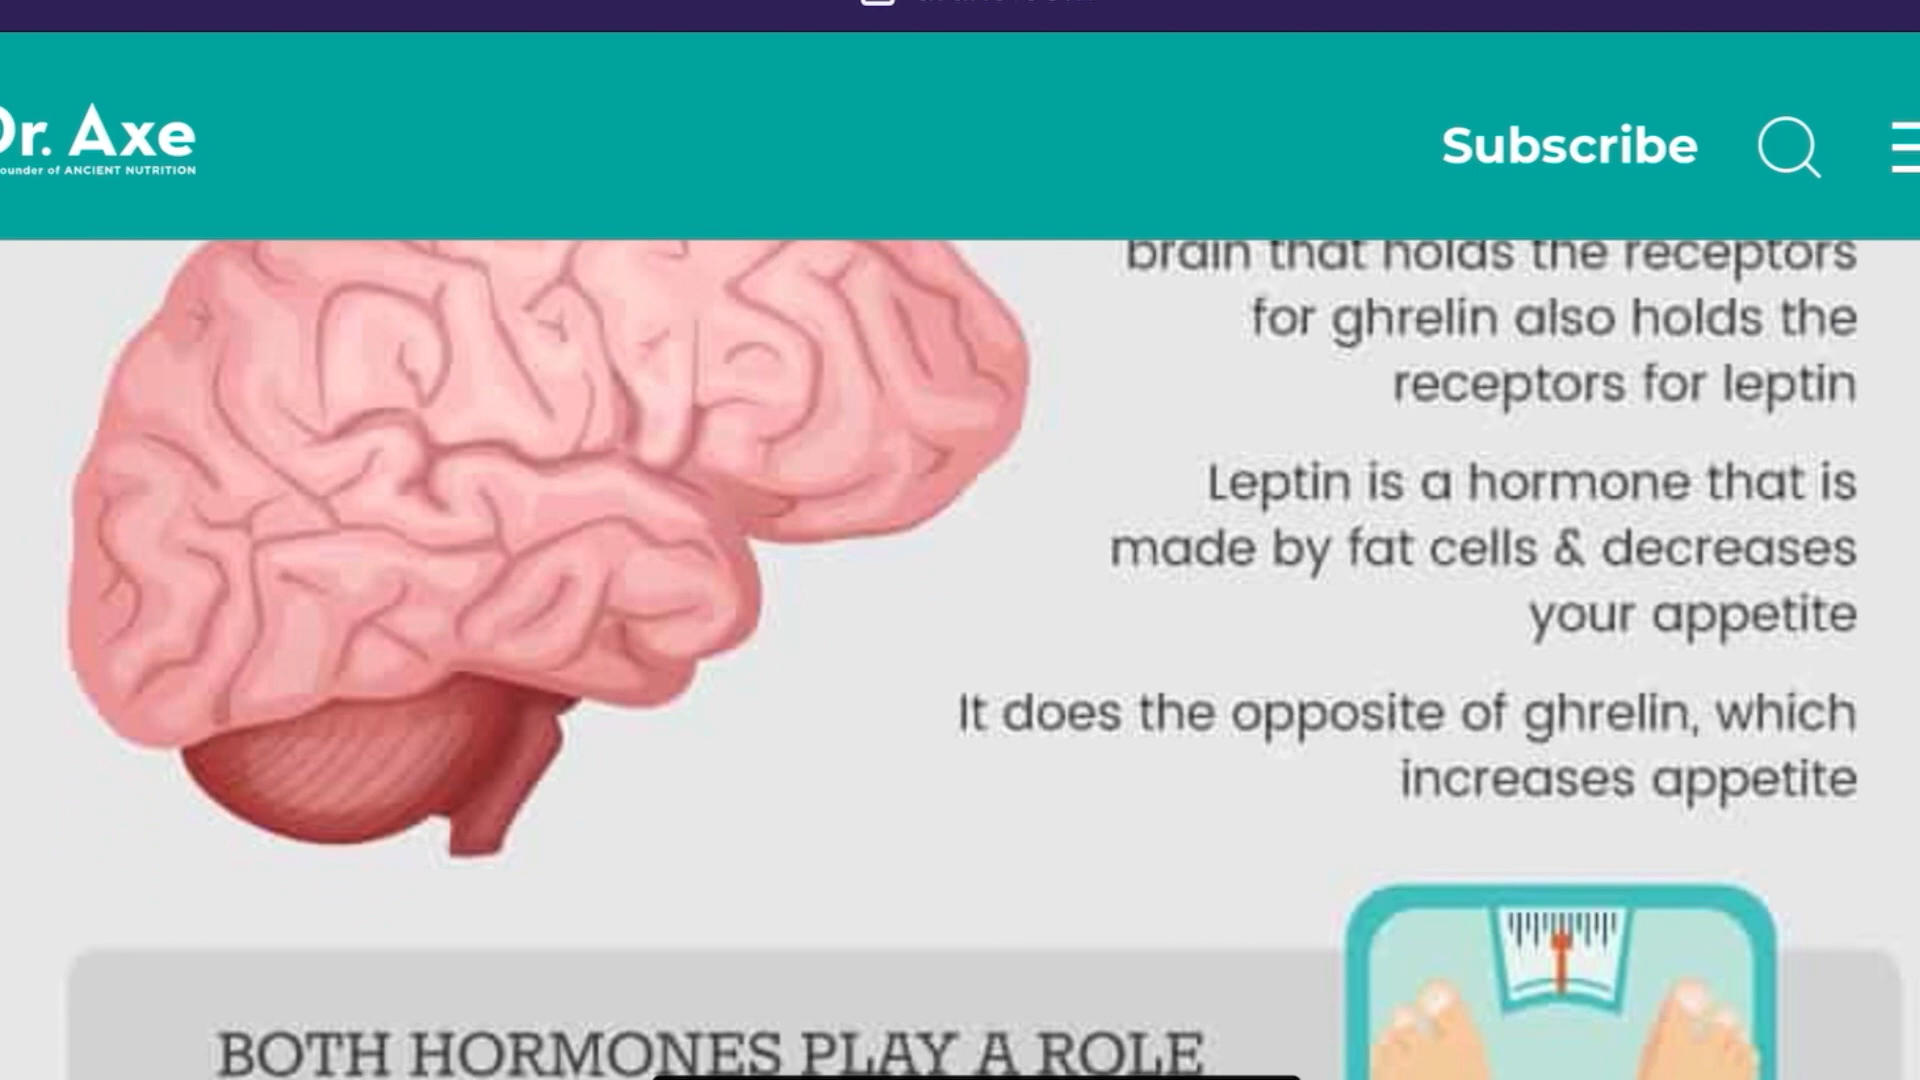 Dr. Axe
ounder of ANCIENT NUTRITION
Subscribe
brain that holds the receptors
for ghrelin also holds the
receptors for leptin
Leptin is a hormone that is
made by fat cells & decreases
your appetite
It does the opposite of ghrelin, which
increases appetite
BOTH HORMONES PLAY A ROLE